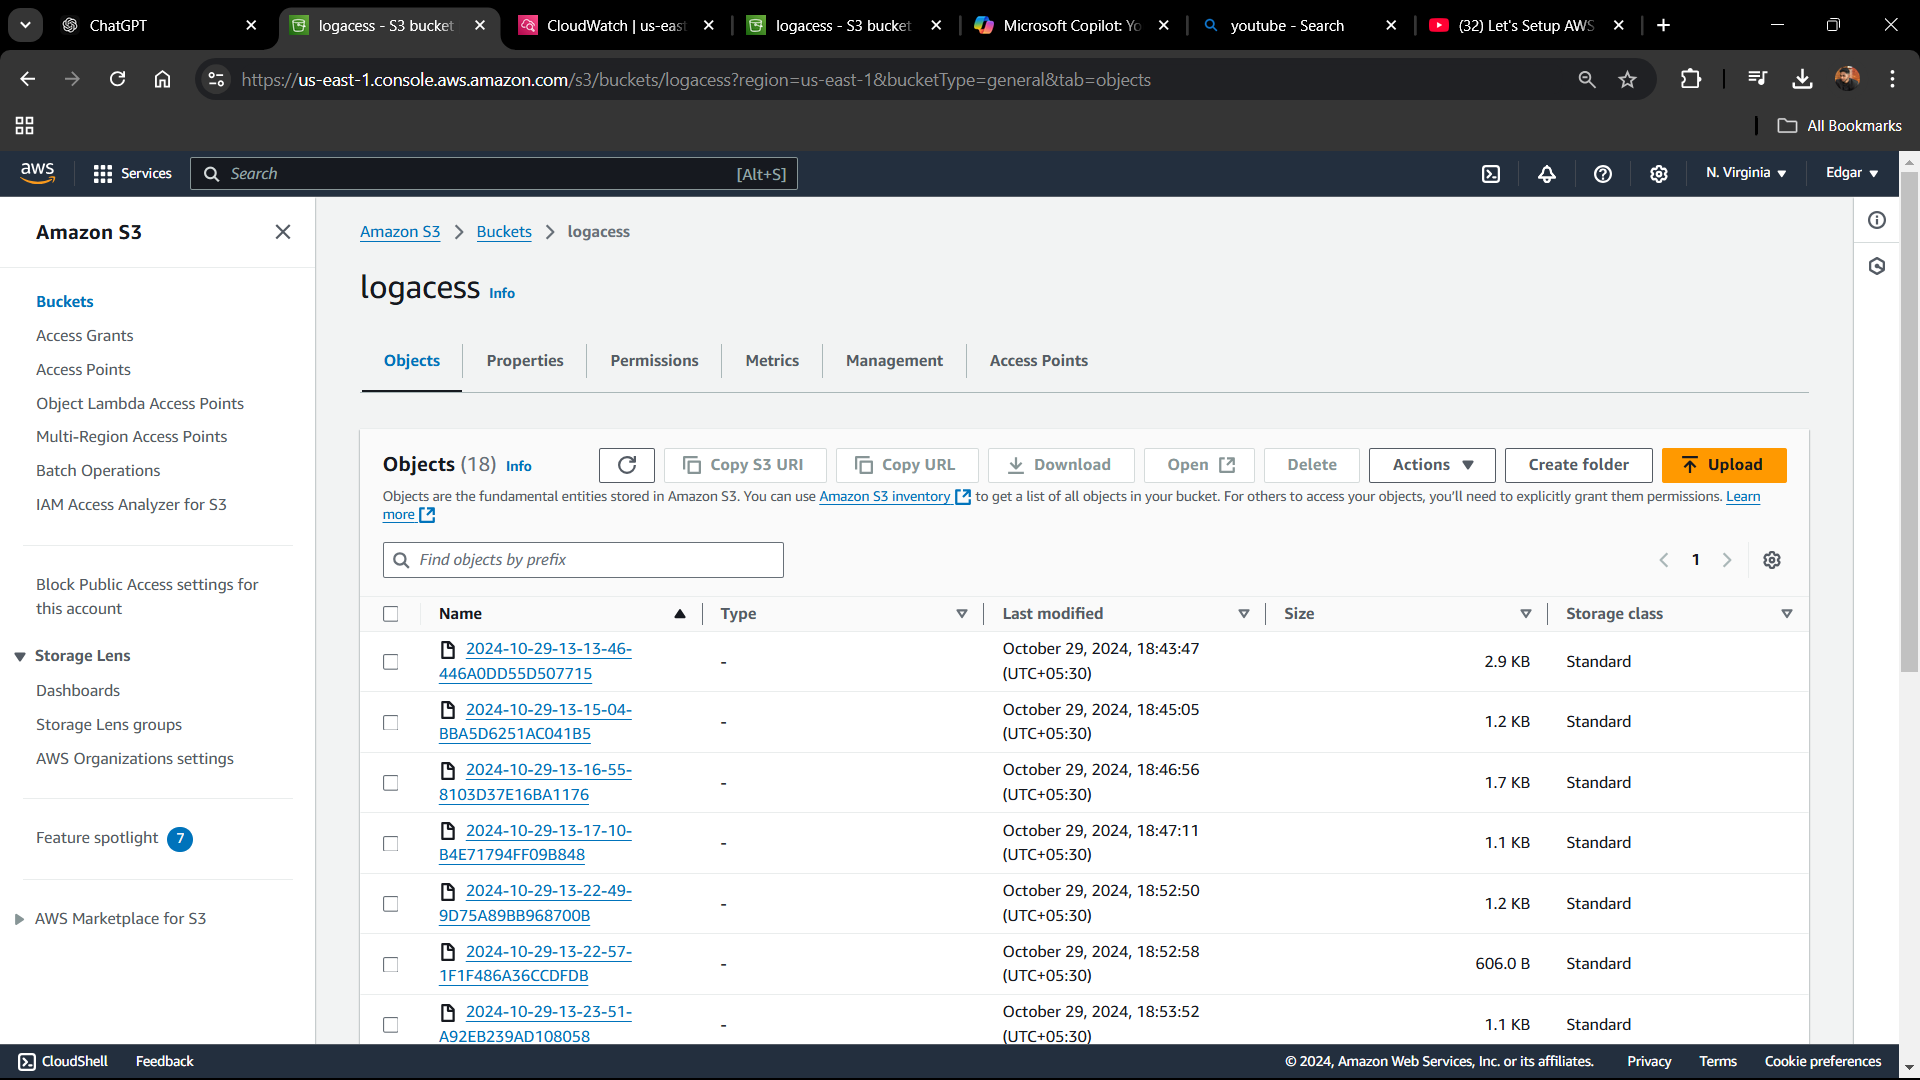 ChatGPT
logacess - S3 bucket
CloudWatch | us-east
logacess - S3 bucket
Microsoft Copilot: Yo
youtube - Search
(32) Let's Setup AWS
https://us-east-1.console.aws.amazon.com/s3/buckets/logacess?region=us-east-1&bucketType=general&tab=objects
All Bookmarks
aws
Services
Search
[Alt+S]
N. Virginia
Edgar
Amazon S3
Buckets
Access Grants
Access Points
Object Lambda Access Points
Multi-Region Access Points
Batch Operations
IAM Access Analyzer for S3
Block Public Access settings for
this account
Storage Lens
Dashboards
Storage Lens groups
AWS Organizations settings
Feature spotlight 7
AWS Marketplace for S3
Amazon S3 > Buckets > logacess
logacess Info
Objects
Properties
Permissions
Metrics
Management
Access Points
Objects (18) Info
Copy S3 URI
Copy URL
Download
Open
Delete
Actions
Create folder
Upload
Objects are the fundamental entities stored in Amazon S3. You can use Amazon S3 inventory to get a list of all objects in your bucket. For others to access your objects, you’ll need to explicitly grant them permissions. Learn
more
Find objects by prefix
1
Name Type Last modified Size Storage class
2024-10-29-13-13-46-
446A0DD55D507715
-
October 29, 2024, 18:43:47
(UTC+05:30)
2.9 KB
Standard
2024-10-29-13-15-04-
BBA5D6251AC041B5
-
October 29, 2024, 18:45:05
(UTC+05:30)
1.2 KB
Standard
2024-10-29-13-16-55-
8103D37E16BA1176
-
October 29, 2024, 18:46:56
(UTC+05:30)
1.7 KB
Standard
2024-10-29-13-17-10-
B4E71794FF09B848
-
October 29, 2024, 18:47:11
(UTC+05:30)
1.1 KB
Standard
2024-10-29-13-22-49-
9D75A89BB968700B
-
October 29, 2024, 18:52:50
(UTC+05:30)
1.2 KB
Standard
2024-10-29-13-22-57-
1F1F486A36CCDFDB
-
October 29, 2024, 18:52:58
(UTC+05:30)
606.0 B
Standard
2024-10-29-13-23-51-
A92EB239AD108058
-
October 29, 2024, 18:53:52
(UTC+05:30)
1.1 KB
Standard
CloudShell
Feedback
© 2024, Amazon Web Services, Inc. or its affiliates.
Privacy
Terms
Cookie preferences